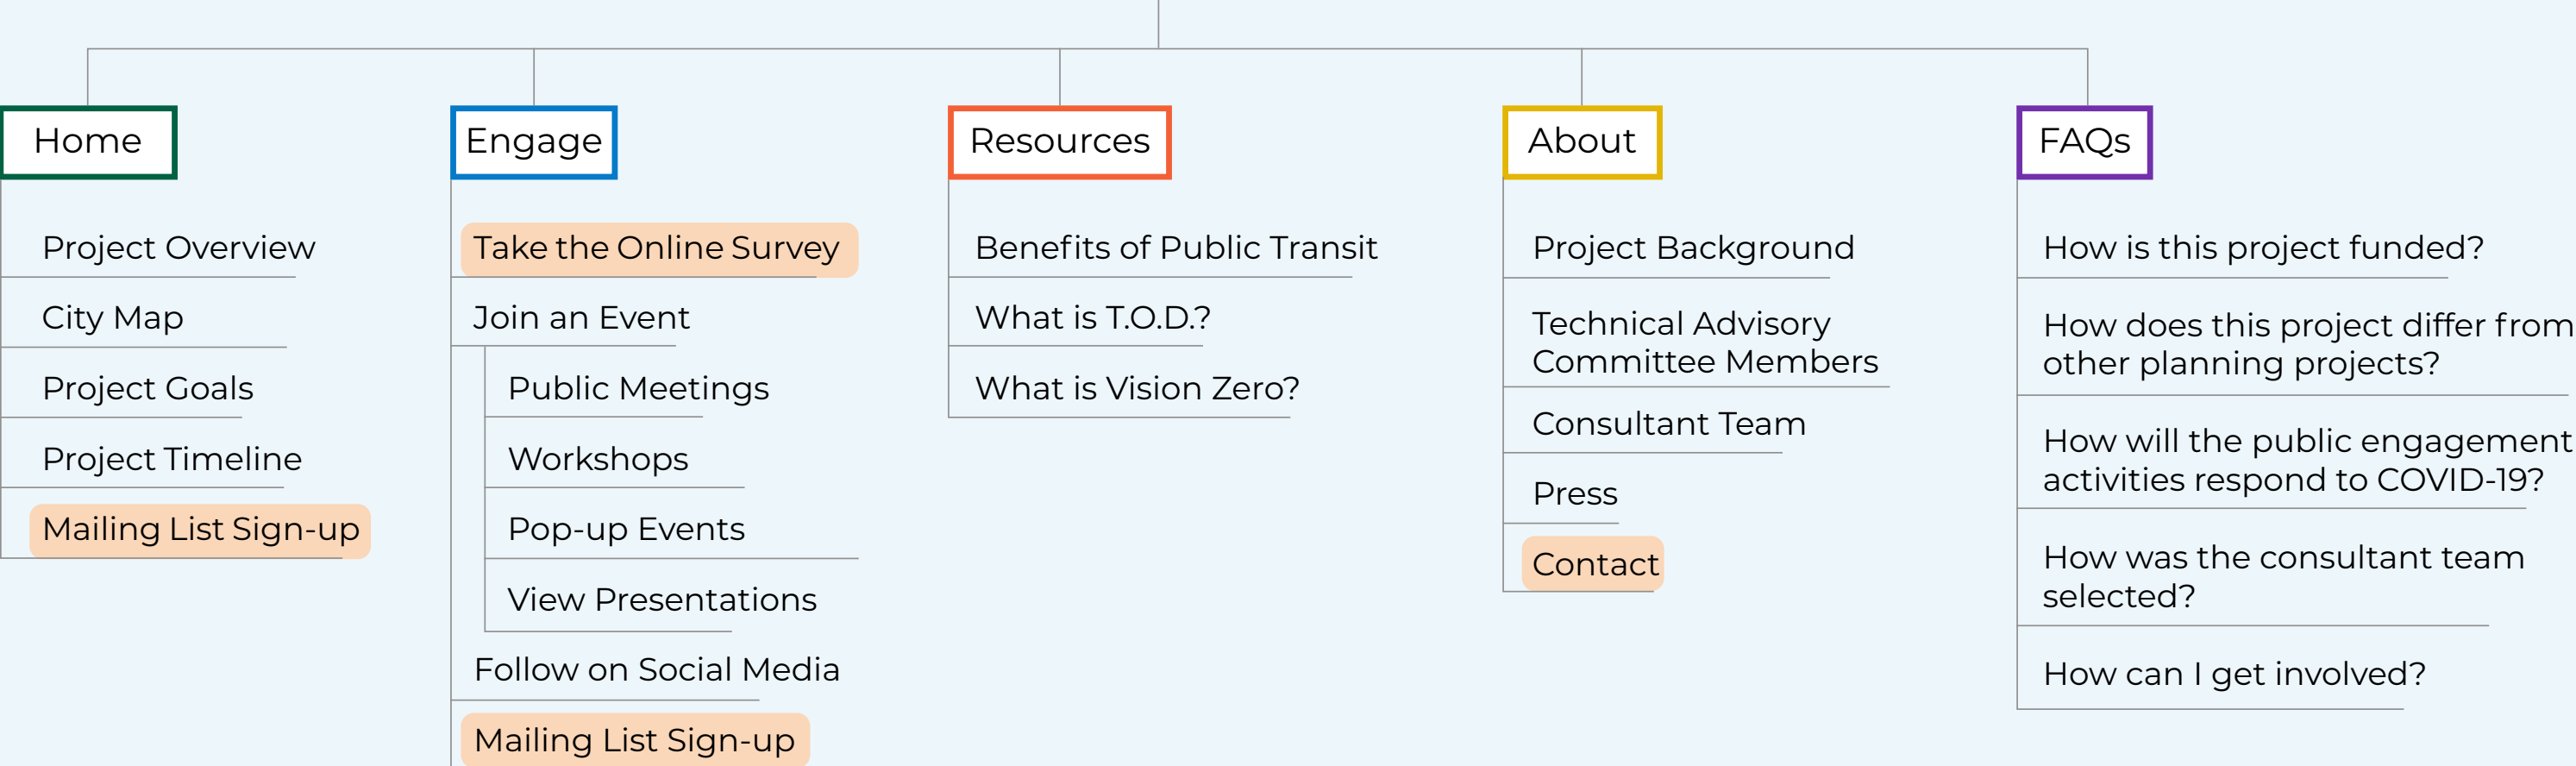 Home
Project Overview
City Map
Project Goals
Project Timeline
Mailing List Sign-up
Engage
Take the Online Survey
Join an Event
Public Meetings
Workshops
Pop-up Events
View Presentations
Follow on Social Media
Mailing List Sign-up
Resources
Benefits of Public Transit
What is T.O.D.?
What is Vision Zero?
About
Project Background
Technical Advisory
Committee Members
Consultant Team
Press
Contact
FAQs
How is this project funded?
How does this project differ from
other planning projects?
How will the public engagement
activities respond to COVID-19?
How was the consultant team
selected?
How can I get involved?